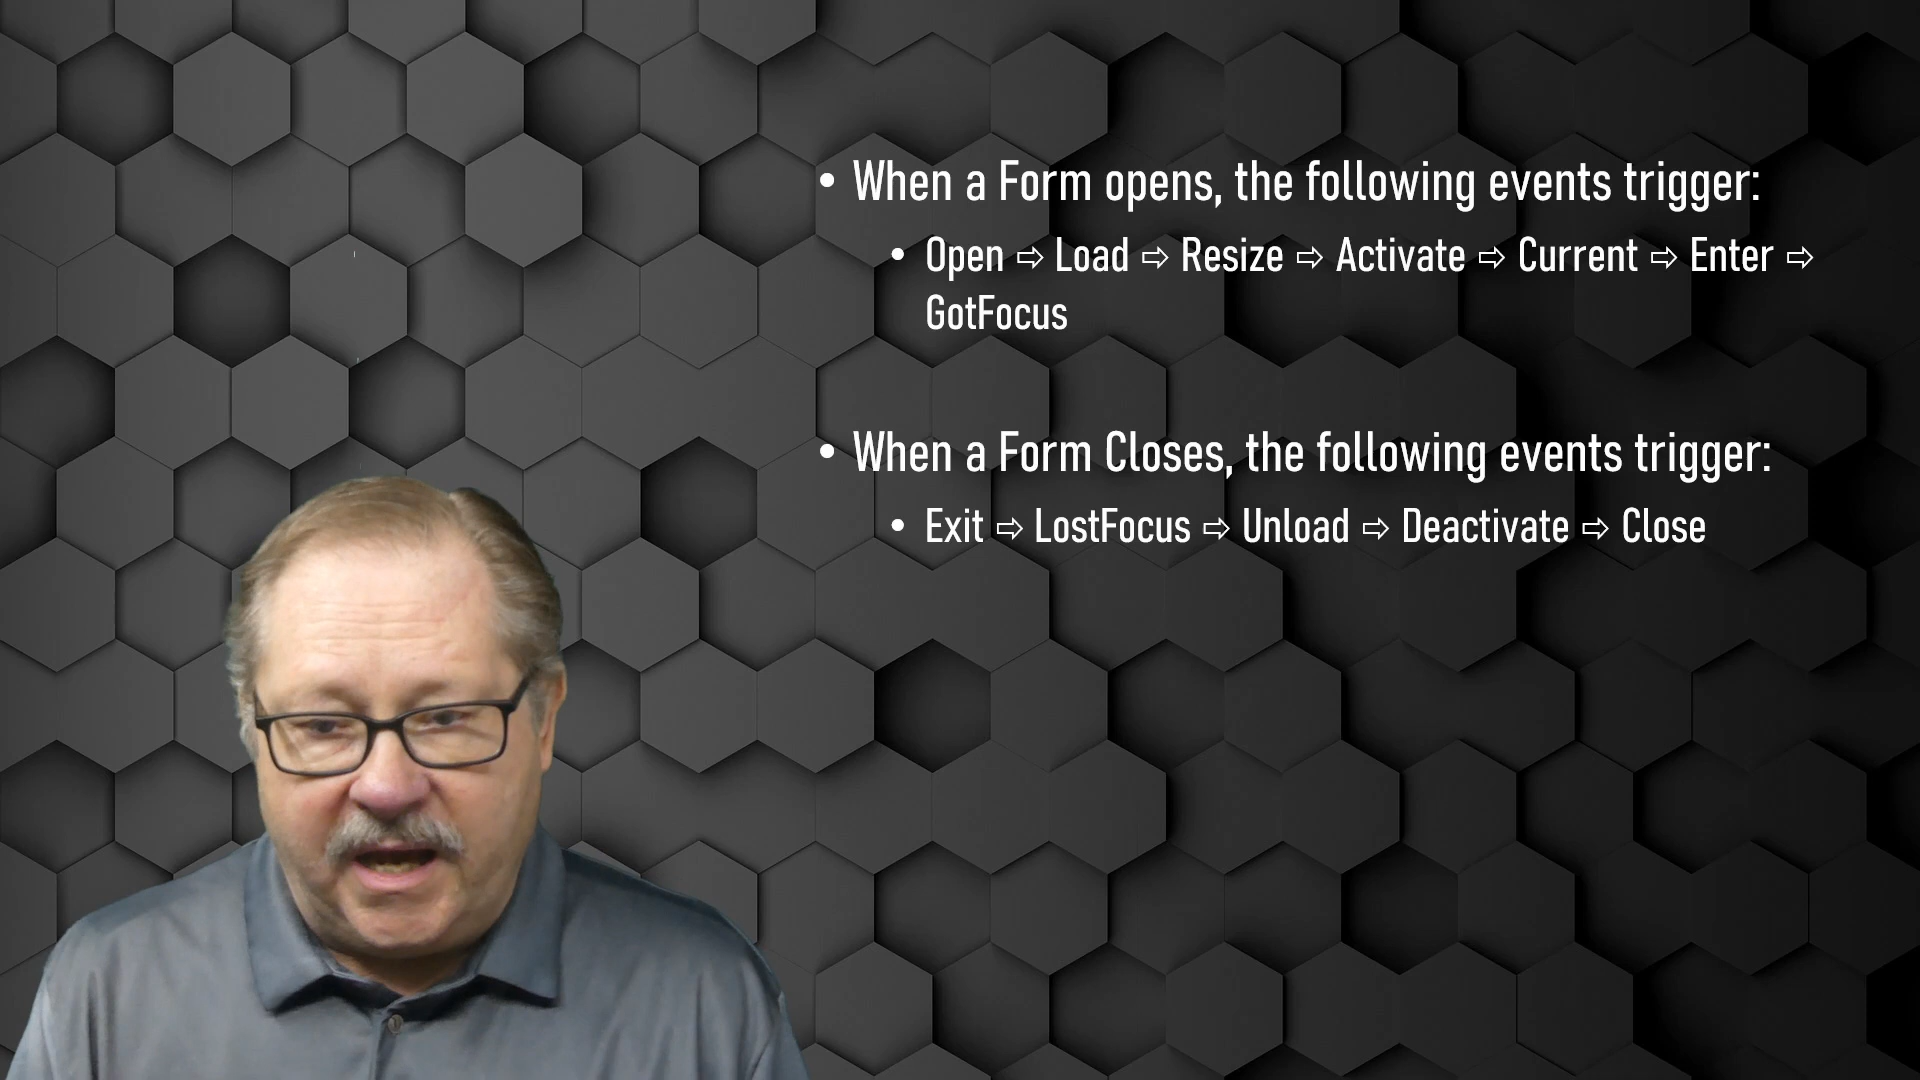 • When a Form opens, the following events trigger:
• Open ⇨ Load ⇨ Resize ⇨ Activate ⇨ Current ⇨ Enter ⇨
GotFocus
• When a Form Closes, the following events trigger:
• Exit ⇨ LostFocus ⇨ Unload ⇨ Deactivate ⇨ Close